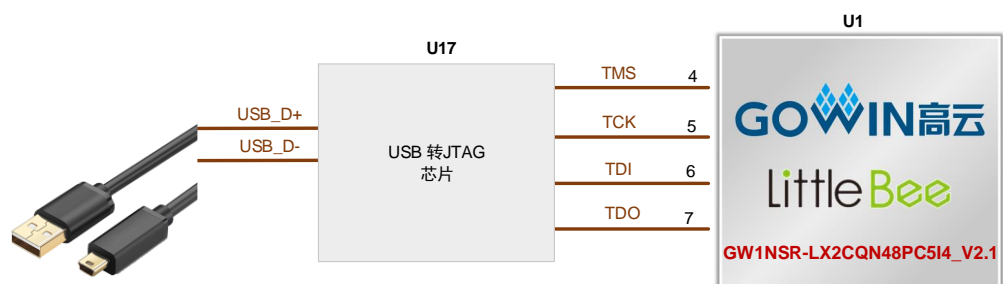 U1
U17
TMS 4
USB_D+
TCK 5
USB_D-
USB 转JTAG
芯片
TDI 6
TDO 7
GOWIN高云
LittleBee
GW1NSR-LX2CQN48PC5I4_V2.1